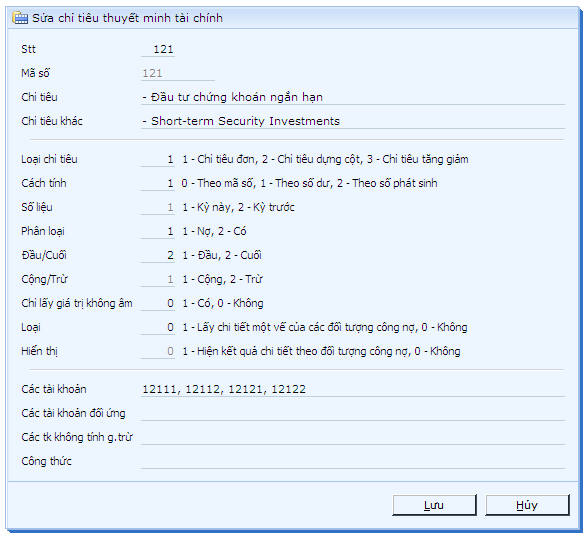 Sửa chỉ tiêu thuyết minh tài chính
Stt 121
Mã số 121
Chỉ tiêu - Đầu tư chứng khoán ngắn hạn
Chỉ tiêu khác - Short-term Security Investments
Loại chỉ tiêu 1 1 - Chỉ tiêu đơn, 2 - Chỉ tiêu dựng cột, 3 - Chỉ tiêu tăng giảm
Cách tính 1 0 - Theo mã số, 1 - Theo số dư, 2 - Theo số phát sinh
Số liệu 1 1 - Kỳ này, 2 - Kỳ trước
Phân loại 1 1 - Nợ, 2 - Có
Đầu/Cuối 2 1 - Đầu, 2 - Cuối
Cộng/Trừ 1 1 - Cộng, 2 - Trừ
Chỉ lấy giá trị không âm 0 1 - Có, 0 - Không
Loại 0 1 - Lấy chi tiết một vế của các đối tượng công nợ, 0 - Không
Hiển thị 0 1 - Hiện kết quả chi tiết theo đối tượng công nợ, 0 - Không
Các tài khoản 12111, 12112, 12121, 12122
Các tài khoản đối ứng
Các tk không tính g.trừ
Công thức
Lưu Hủy